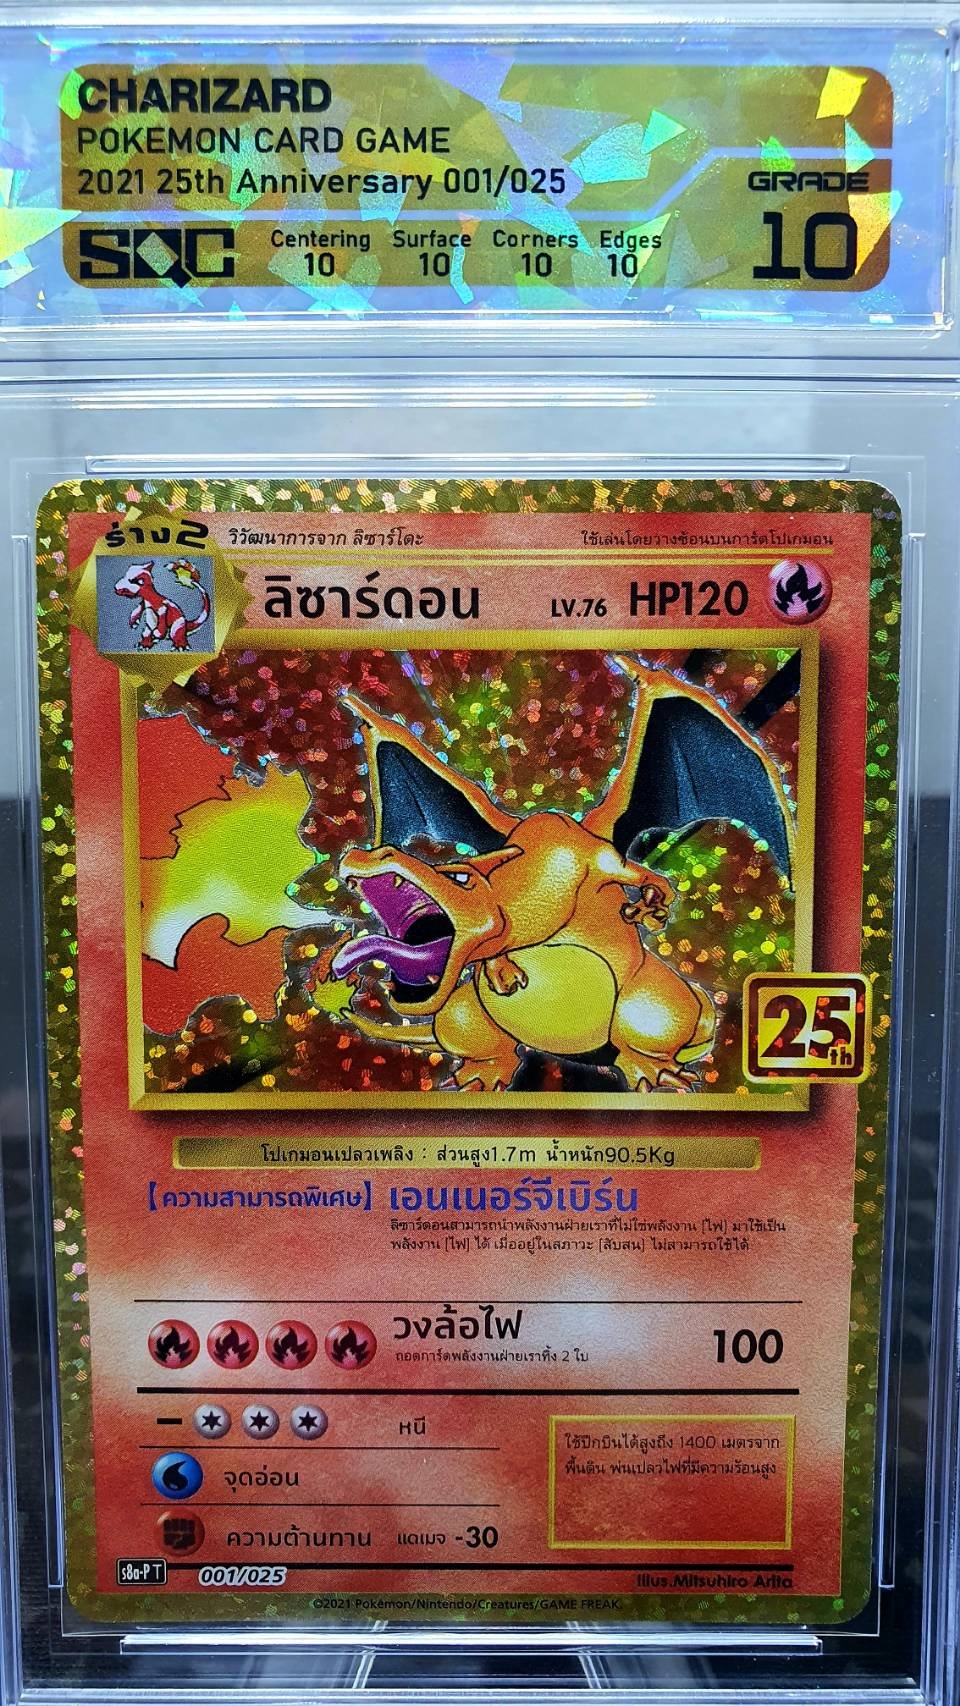 CHARIZARD
POKEMON CARD GAME
2021 25th Anniversary 001/025
GRADE
10
SQC
Centering Surface Corners Edges
10 10 10 10
ร่าง2
วิวัฒนาการจาก ลิซาร์โดะ
ใช้เล่นโดยวางซ้อนบนการ์ดโปเกมอน
ลิซาร์ดอน LV.76 HP120
25th
โปเกมอนเปลวเพลิง : ส่วนสูง1.7m น้ำหนัก90.5Kg
【ความสามารถพิเศษ】 เอนเนอร์จีเบิร์น
ลิซาร์ดอนสามารถนำพลังงานฝ่ายเราที่ไม่ใช่พลังงาน [ไฟ] มาใช้เป็น
พลังงาน [ไฟ] ได้ เมื่ออยู่ในสภาวะ [สับสน] ไม่สามารถใช้ได้
วงล้อไฟ 100
ถอดการ์ดพลังงานฝ่ายเราทิ้ง 2 ใบ
หนี
จุดอ่อน
ความต้านทาน แดเมจ -30
ใช้ปีกบินได้สูงถึง 1400 เมตรจาก
พื้นดิน พ่นเปลวไฟที่มีความร้อนสูง
s8a-P T 001/025
Illus.Mitsuhiro Arita
©2021 Pokémon/Nintendo/Creatures/GAME FREAK.